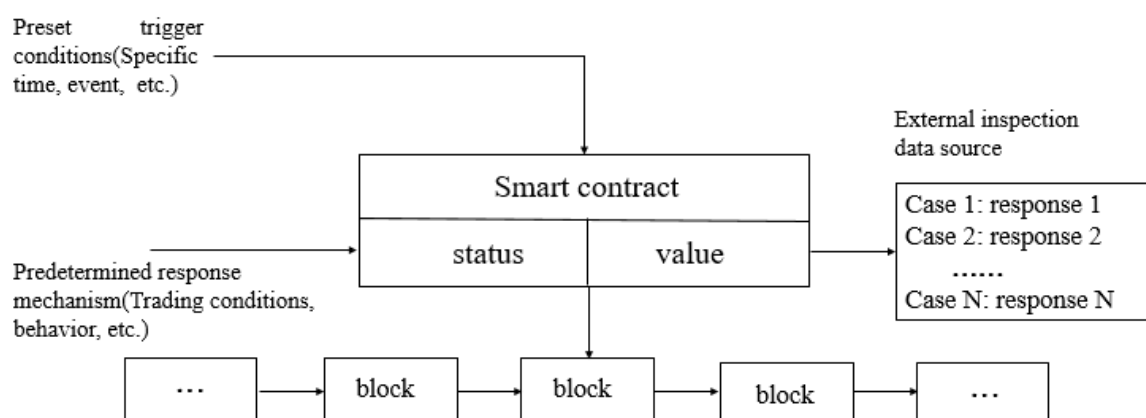 Preset trigger
conditions(Specific
time, event, etc.)
External inspection
data source
Smart contract
status value
Case 1: response 1
Case 2: response 2
......
Case N: response N
Predetermined response
mechanism(Trading conditions,
behavior, etc.)
... block block block ...